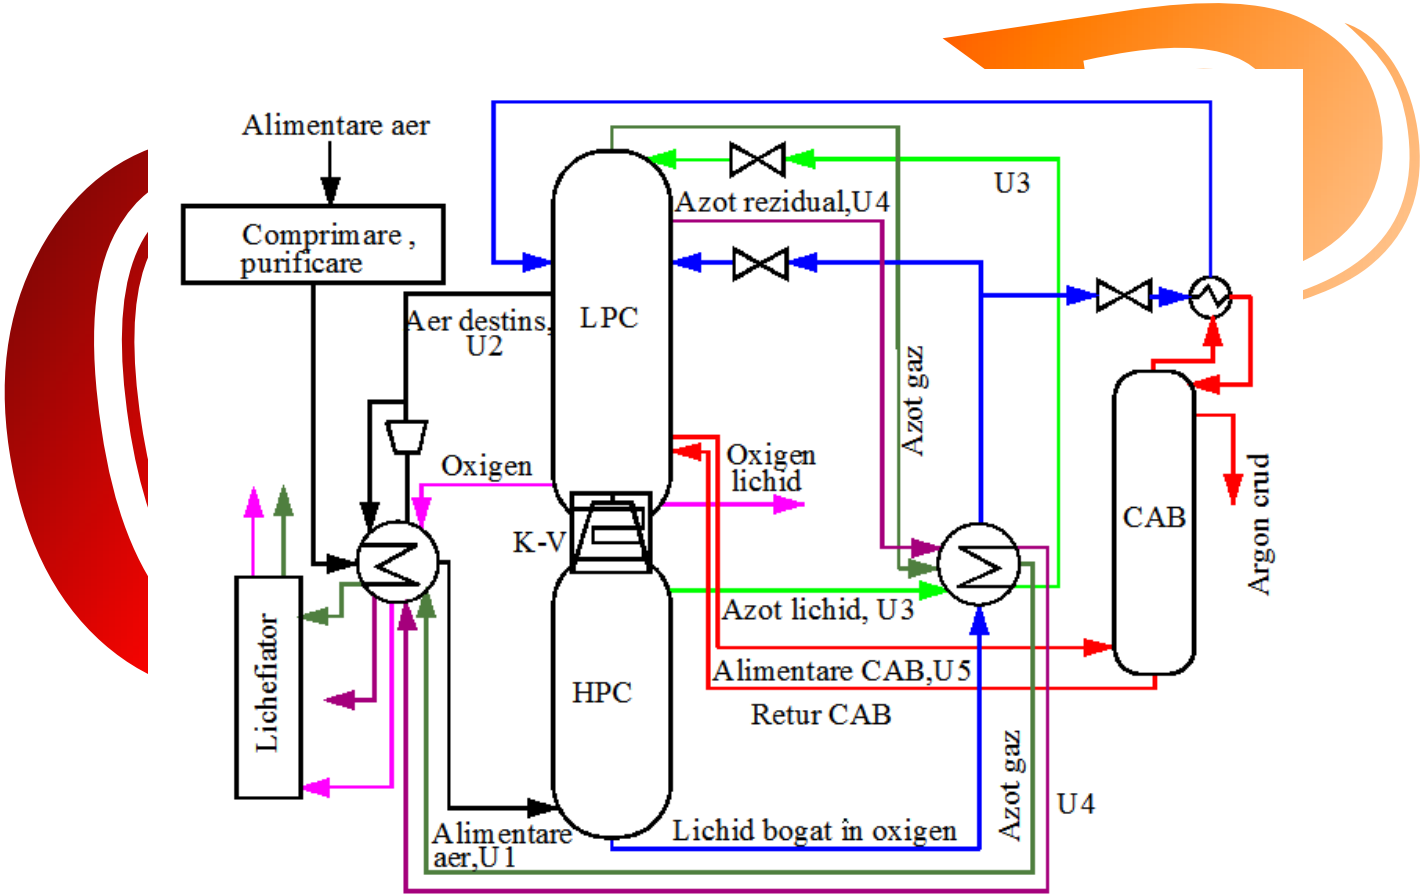 Alimentare aer
Comprimare ,
purificare
U3
Azot rezidual,U4
Aer destins,
U2
LPC
Azot gaz
Oxigen
Oxigen
lichid
K-V
CAB
Argon crud
Azot lichid, U3
Alimentare CAB,U5
Retur CAB
HPC
Lichefiator
Azot gaz
U4
Lichid bogat în oxigen
Alimentare
aer,U1